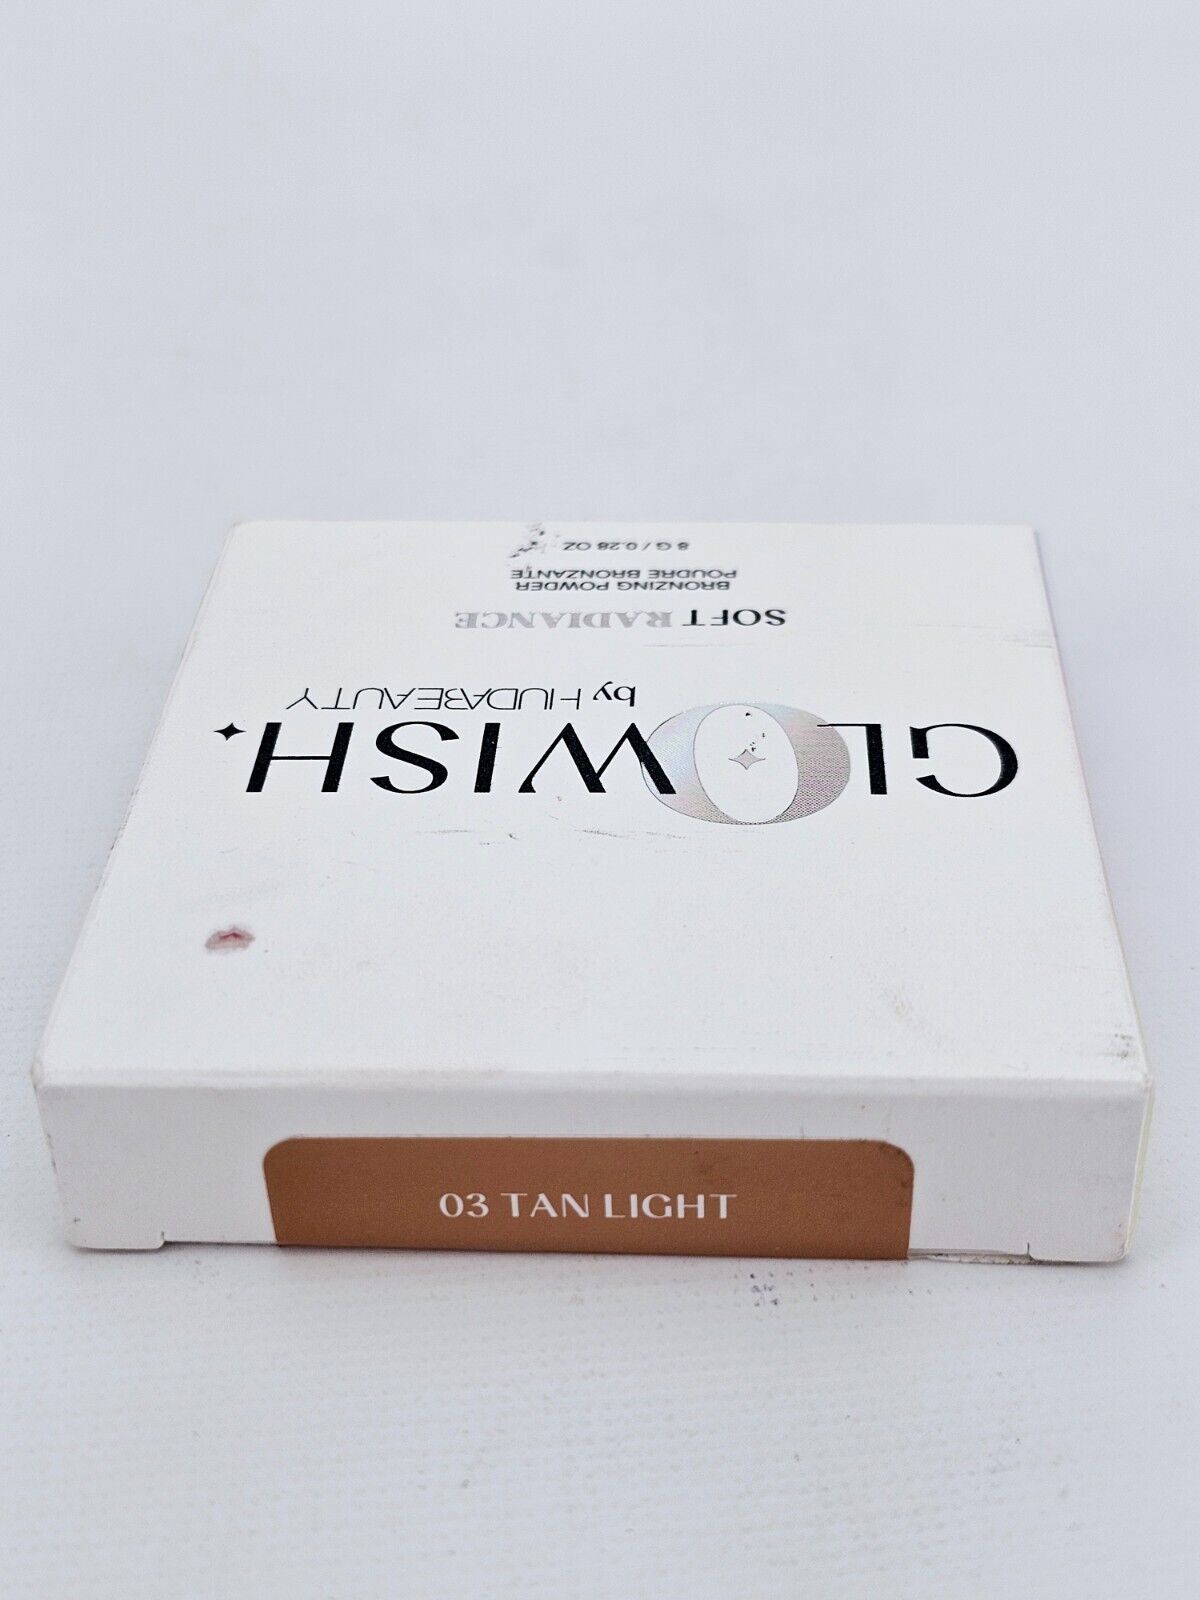 GLOWISH.
by HUDABEAUTY
SOFT RADIANCE
BRONZING POWDER
POUDRE BRONZANTE
8 G / 0.28 OZ
03 TAN LIGHT